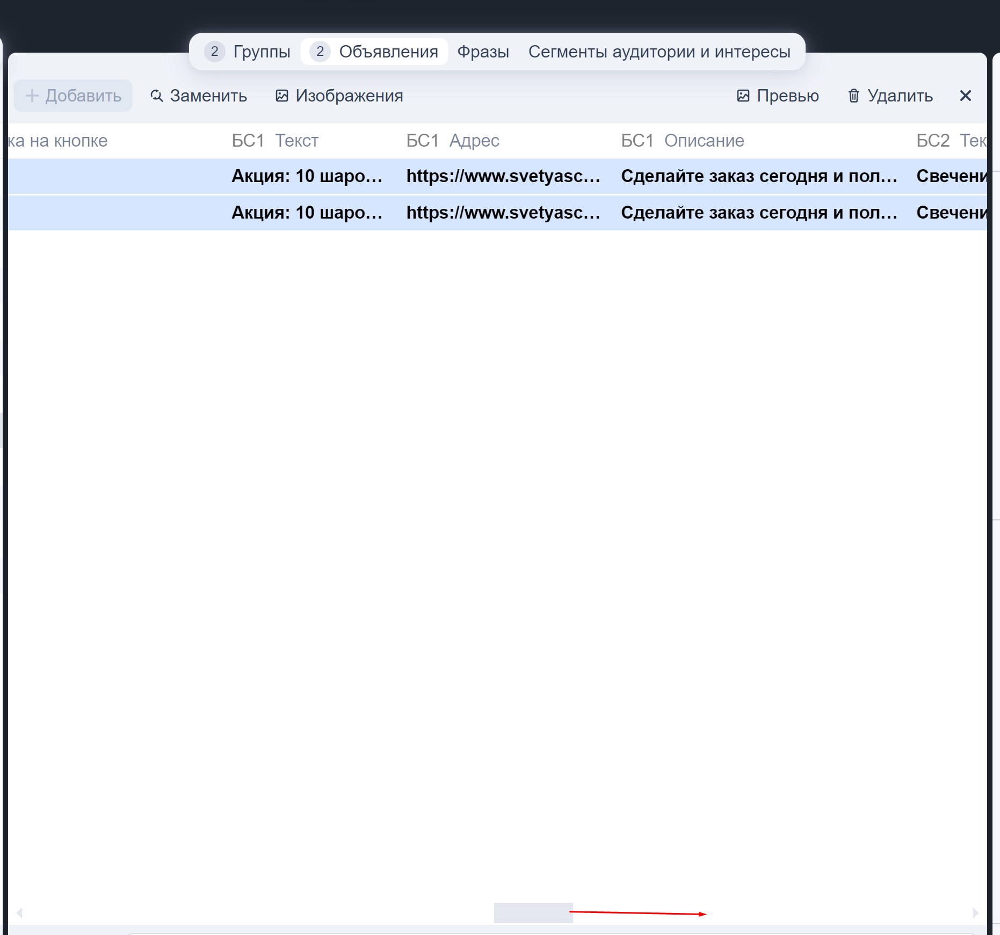 2 Группы 2 Объявления Фразы Сегменты аудитории и интересы
Добавить Заменить Изображения Превью Удалить
ка на кнопке БС1 Текст БС1 Адрес БС1 Описание БС2 Тек
Акция: 10 шаро... https://www.svetyasc... Сделайте заказ сегодня и пол... Свечени
Акция: 10 шаро... https://www.svetyasc... Сделайте заказ сегодня и пол... Свечени